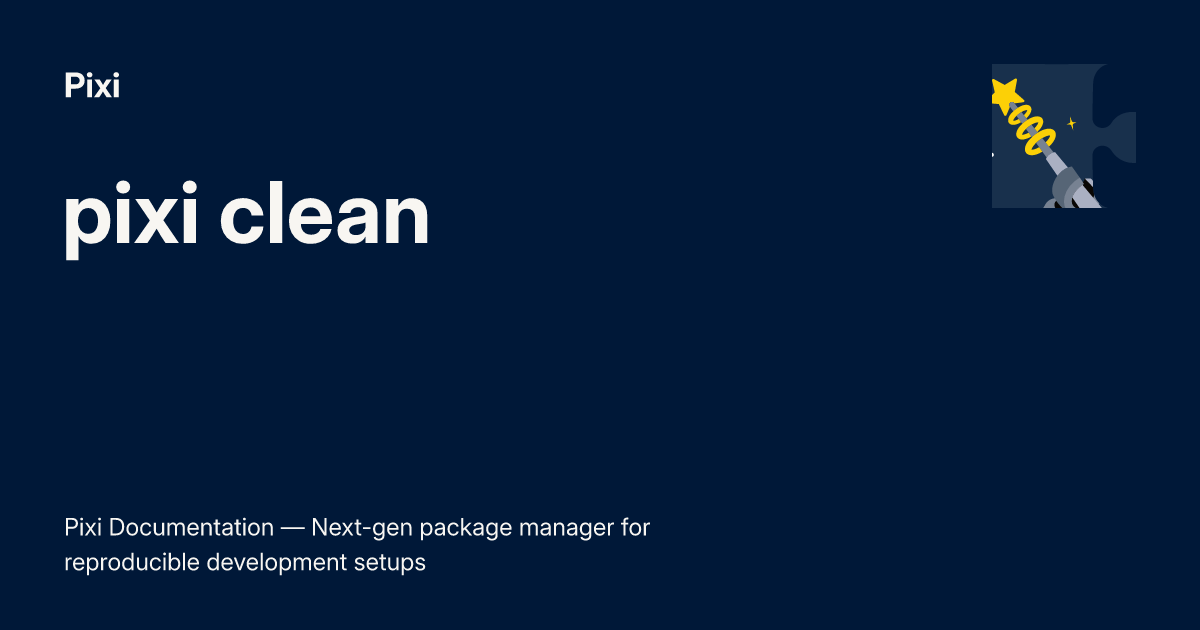 Pixi
pixi clean
Pixi Documentation — Next-gen package manager for
reproducible development setups